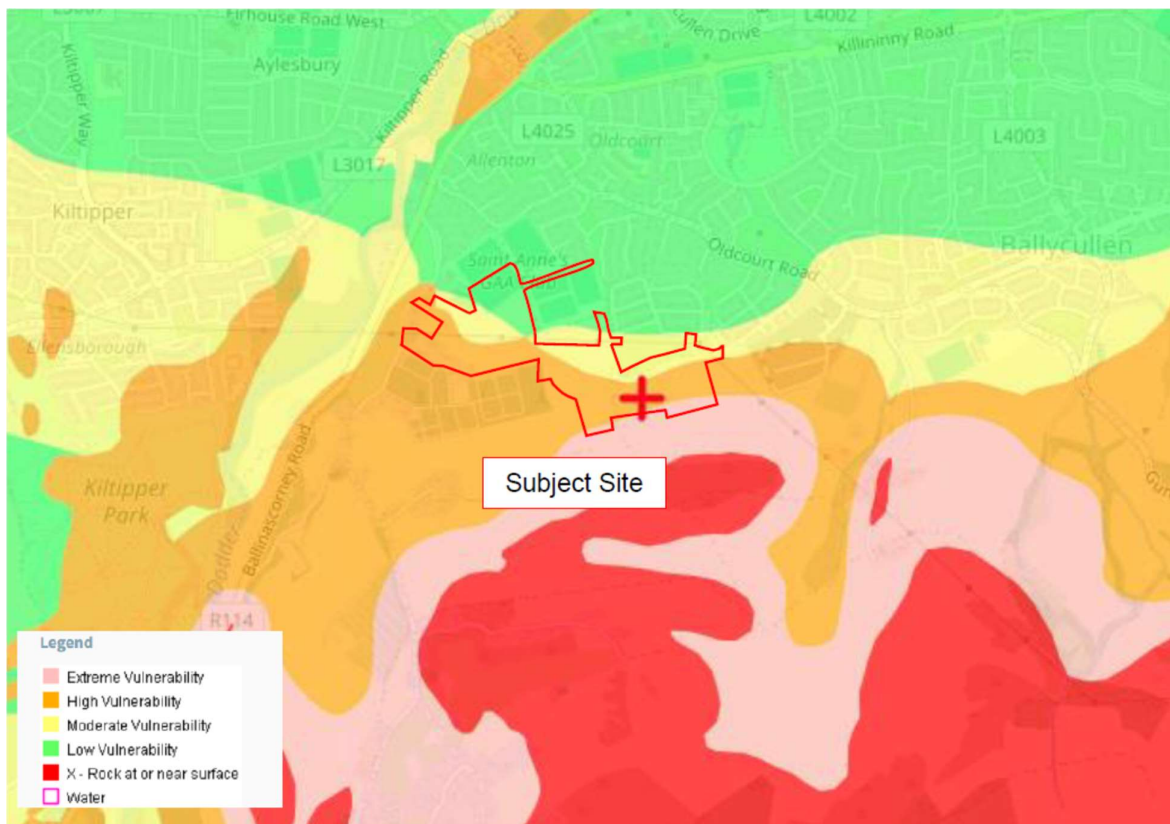 Firhouse Road West
L4002
Cullen Drive
Killininny Road
Aylesbury
Kiltipper Way
Kiltipper Road
L4025
Oldcourt
L4003
L3017
Allenton
Kiltipper
Oldcourt Road
Ballycullen
Saint Anne's
GAA Club
Ellensborough
Subject Site
Kiltipper
Park
Ballinascorney Road
Dodder
R114
Legend
Extreme Vulnerability
High Vulnerability
Moderate Vulnerability
Low Vulnerability
X - Rock at or near surface
Water